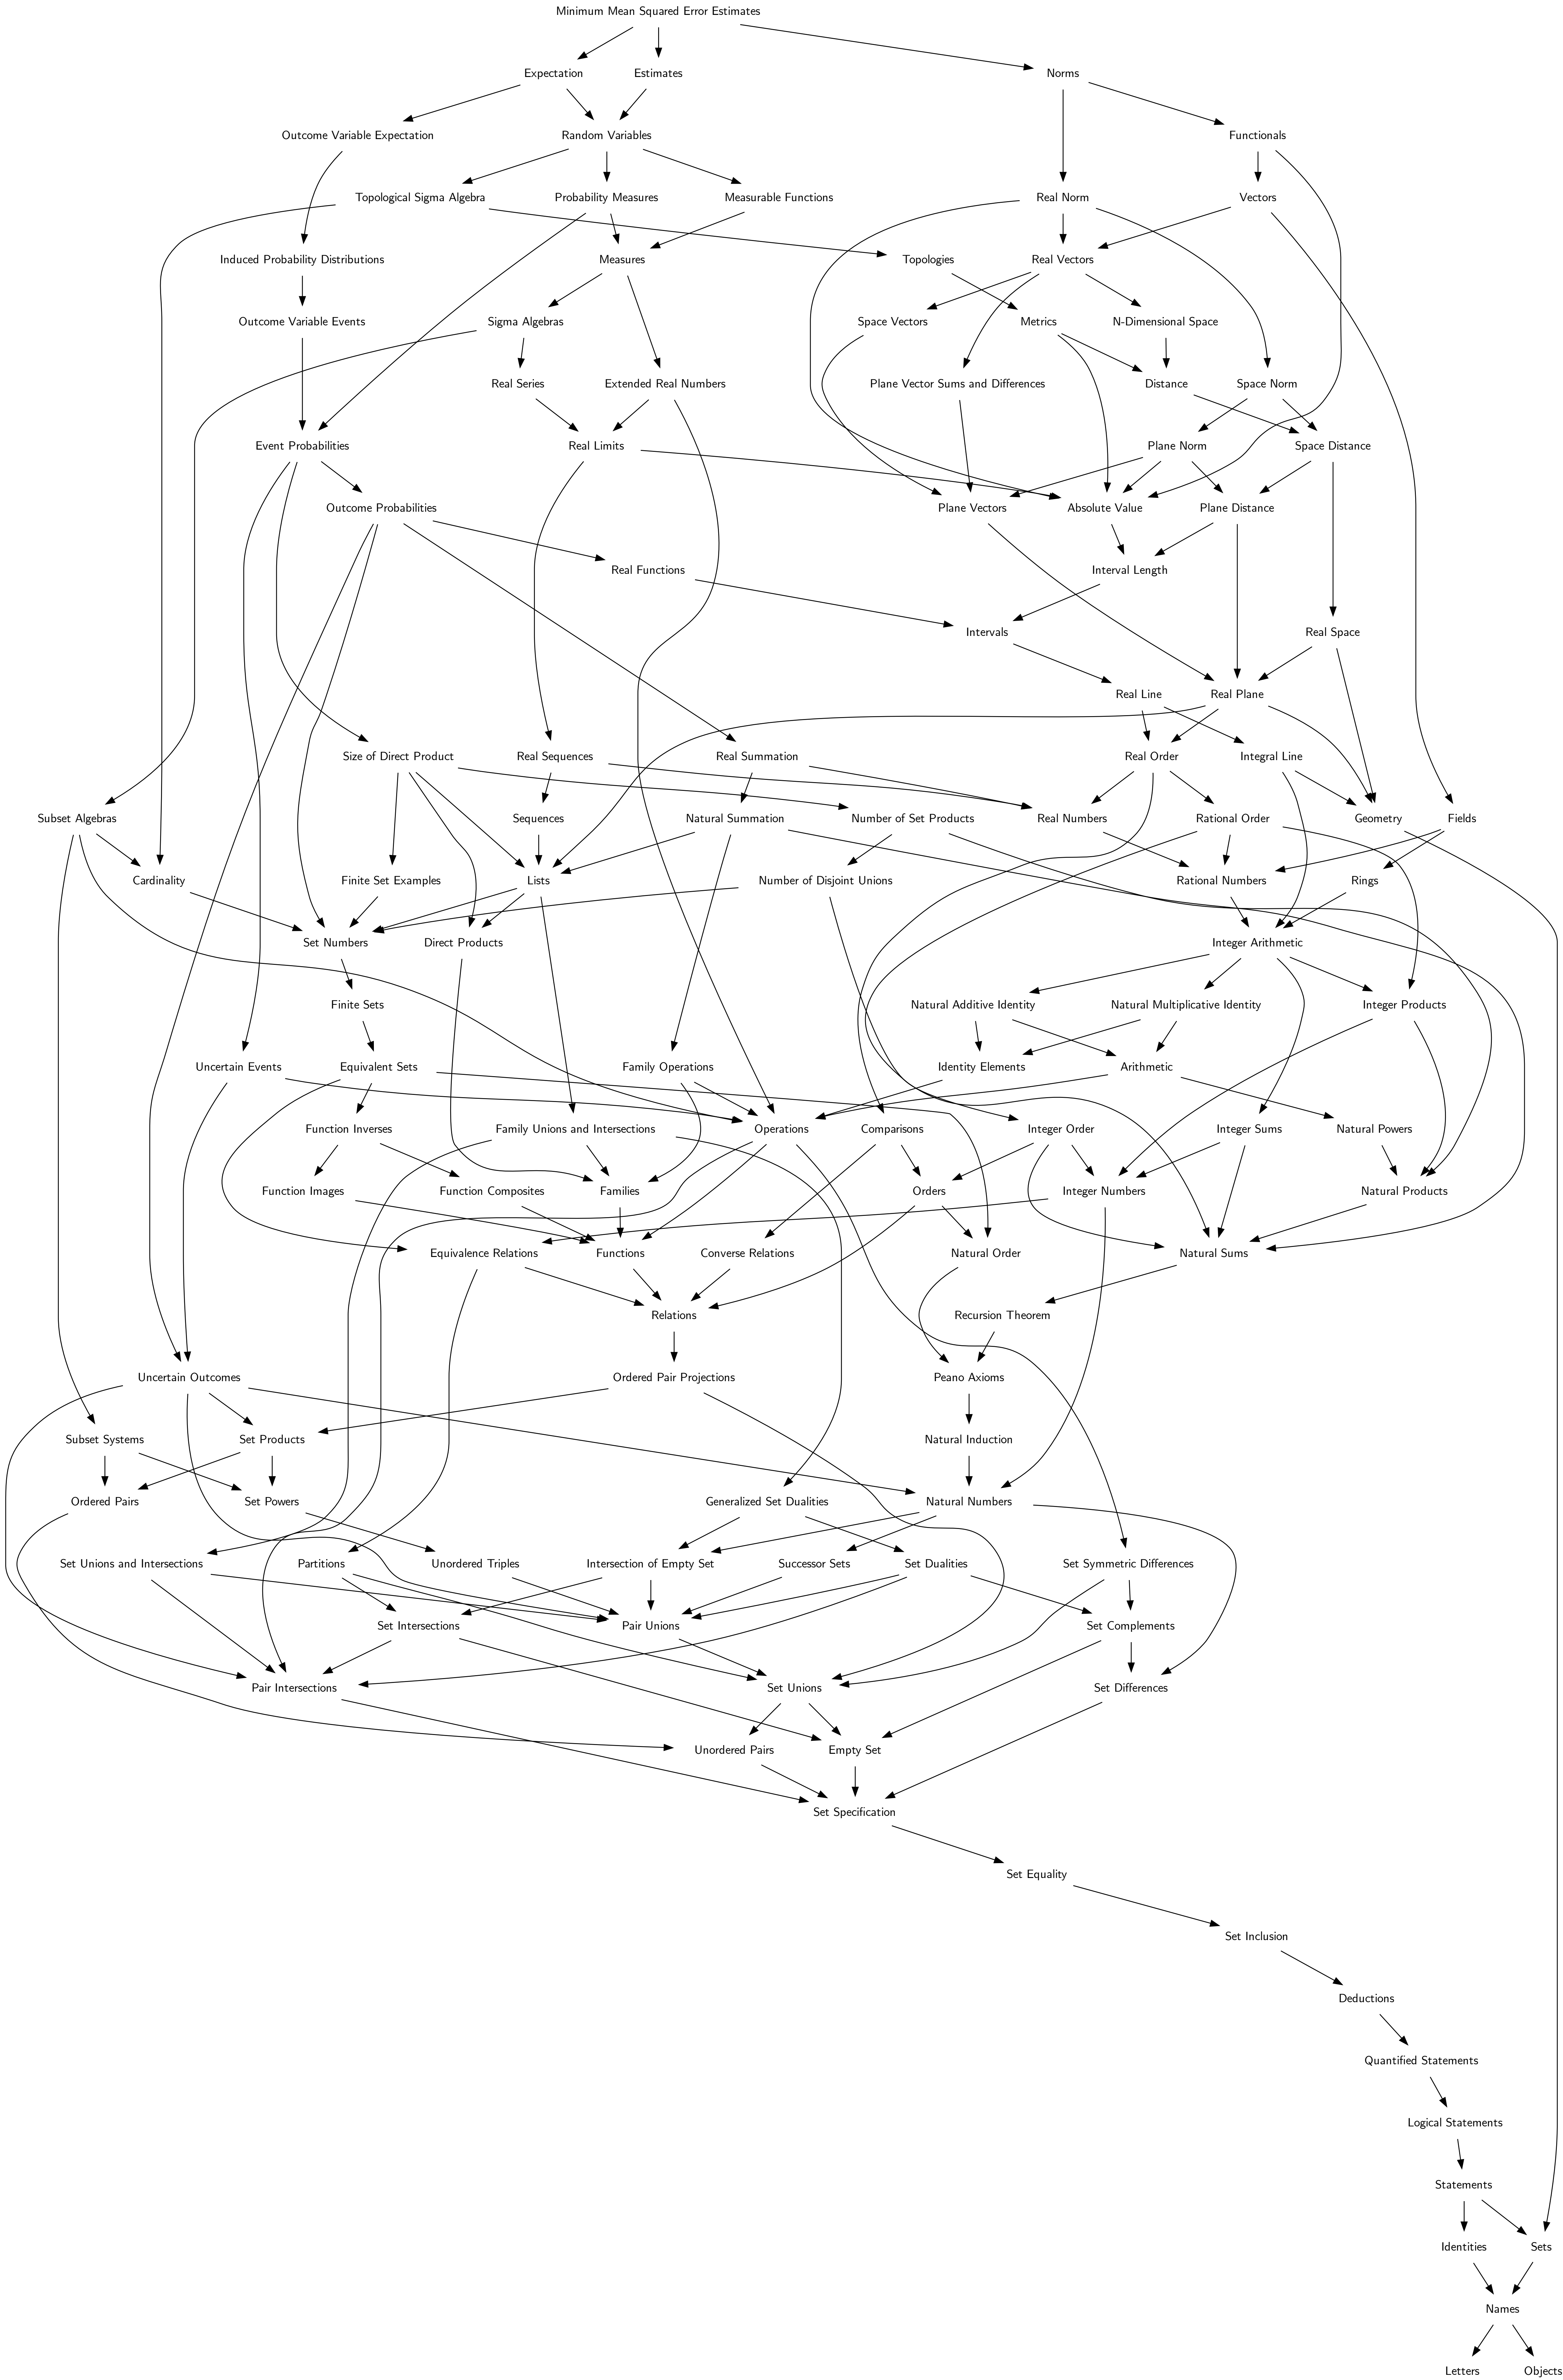 Minimum Mean Squared Error Estimates
Expectation
Estimates
Norms
Outcome Variable Expectation
Random Variables
Functionals
Topological Sigma Algebra
Probability Measures
Measurable Functions
Real Norm
Vectors
Induced Probability Distributions
Measures
Topologies
Real Vectors
Outcome Variable Events
Sigma Algebras
Space Vectors
Metrics
N-Dimensional Space
Real Series
Extended Real Numbers
Plane Vector Sums and Differences
Distance
Space Norm
Event Probabilities
Real Limits
Plane Norm
Space Distance
Outcome Probabilities
Plane Vectors
Absolute Value
Plane Distance
Real Functions
Interval Length
Intervals
Real Space
Real Line
Real Plane
Size of Direct Product
Real Sequences
Real Summation
Real Order
Integral Line
Subset Algebras
Sequences
Natural Summation
Number of Set Products
Real Numbers
Rational Order
Geometry
Fields
Cardinality
Finite Set Examples
Lists
Number of Disjoint Unions
Rational Numbers
Rings
Set Numbers
Direct Products
Integer Arithmetic
Finite Sets
Natural Additive Identity
Natural Multiplicative Identity
Integer Products
Uncertain Events
Equivalent Sets
Family Operations
Identity Elements
Arithmetic
Function Inverses
Family Unions and Intersections
Operations
Comparisons
Integer Order
Integer Sums
Natural Powers
Function Images
Function Composites
Families
Orders
Integer Numbers
Natural Products
Equivalence Relations
Functions
Converse Relations
Natural Order
Natural Sums
Relations
Recursion Theorem
Uncertain Outcomes
Ordered Pair Projections
Peano Axioms
Subset Systems
Set Products
Natural Induction
Ordered Pairs
Set Powers
Generalized Set Dualities
Natural Numbers
Set Unions and Intersections
Partitions
Unordered Triples
Intersection of Empty Set
Successor Sets
Set Dualities
Set Symmetric Differences
Set Intersections
Pair Unions
Set Complements
Pair Intersections
Set Unions
Set Differences
Unordered Pairs
Empty Set
Set Specification
Set Equality
Set Inclusion
Deductions
Quantified Statements
Logical Statements
Statements
Identities
Sets
Names
Letters
Objects